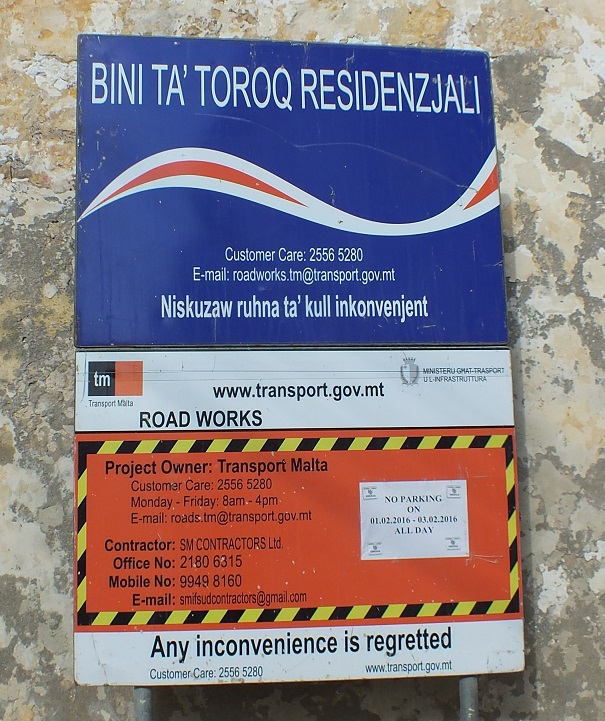 BINI TA' TOROQ RESIDENZJALI
Customer Care: 2556 5280
E-mail: roadworks.tm@transport.gov.mt
Niskuzaw ruhna ta' kull inkonvenjent
tm
Transport Malta
www.transport.gov.mt
MINISTERU GĦAT-TRASPORT
U L-INFRASTRUTTURA
ROAD WORKS
Project Owner: Transport Malta
Customer Care: 2556 5280
Monday - Friday: 8am - 4pm
E-mail: roads.tm@transport.gov.mt
Contractor: SM CONTRACTORS Ltd.
Office No: 2180 6315
Mobile No: 9949 8160
E-mail: smifsudcontractors@gmail.com
NO PARKING
ON
01.02.2016 - 03.02.2016
ALL DAY
Any inconvenience is regretted
Customer Care: 2556 5280
www.transport.gov.mt